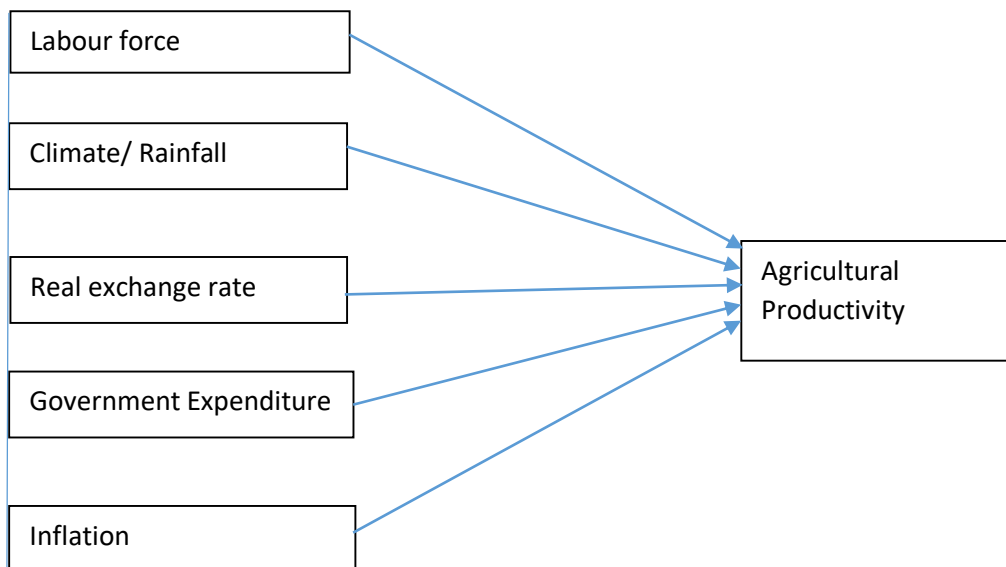 Labour force
Climate/ Rainfall
Real exchange rate
Agricultural
Productivity
Government Expenditure
Inflation